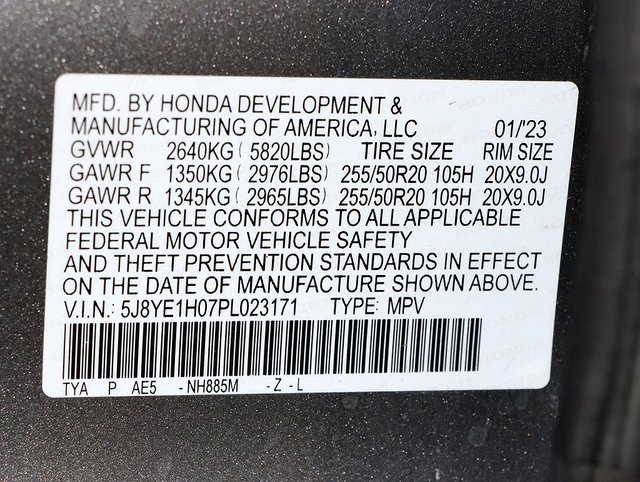 MFD. BY HONDA DEVELOPMENT &
MANUFACTURING OF AMERICA, LLC 01/'23
GVWR 2640KG ( 5820LBS) TIRE SIZE RIM SIZE
GAWR F 1350KG ( 2976LBS) 255/50R20 105H 20X9.0J
GAWR R 1345KG ( 2965LBS) 255/50R20 105H 20X9.0J
THIS VEHICLE CONFORMS TO ALL APPLICABLE
FEDERAL MOTOR VEHICLE SAFETY
AND THEFT PREVENTION STANDARDS IN EFFECT
ON THE DATE OF MANUFACTURE SHOWN ABOVE.
V.I.N.: 5J8YE1H07PL023171 TYPE: MPV
TYA P AE5 -NH885M -Z-L